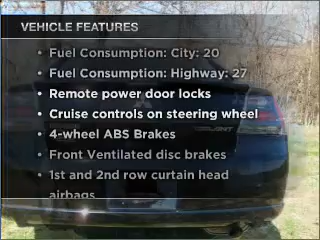 VEHICLE FEATURES
• Fuel Consumption: City: 20
• Fuel Consumption: Highway: 27
• Remote power door locks
• Cruise controls on steering wheel
• 4-wheel ABS Brakes
• Front Ventilated disc brakes
• 1st and 2nd row curtain head
airbags